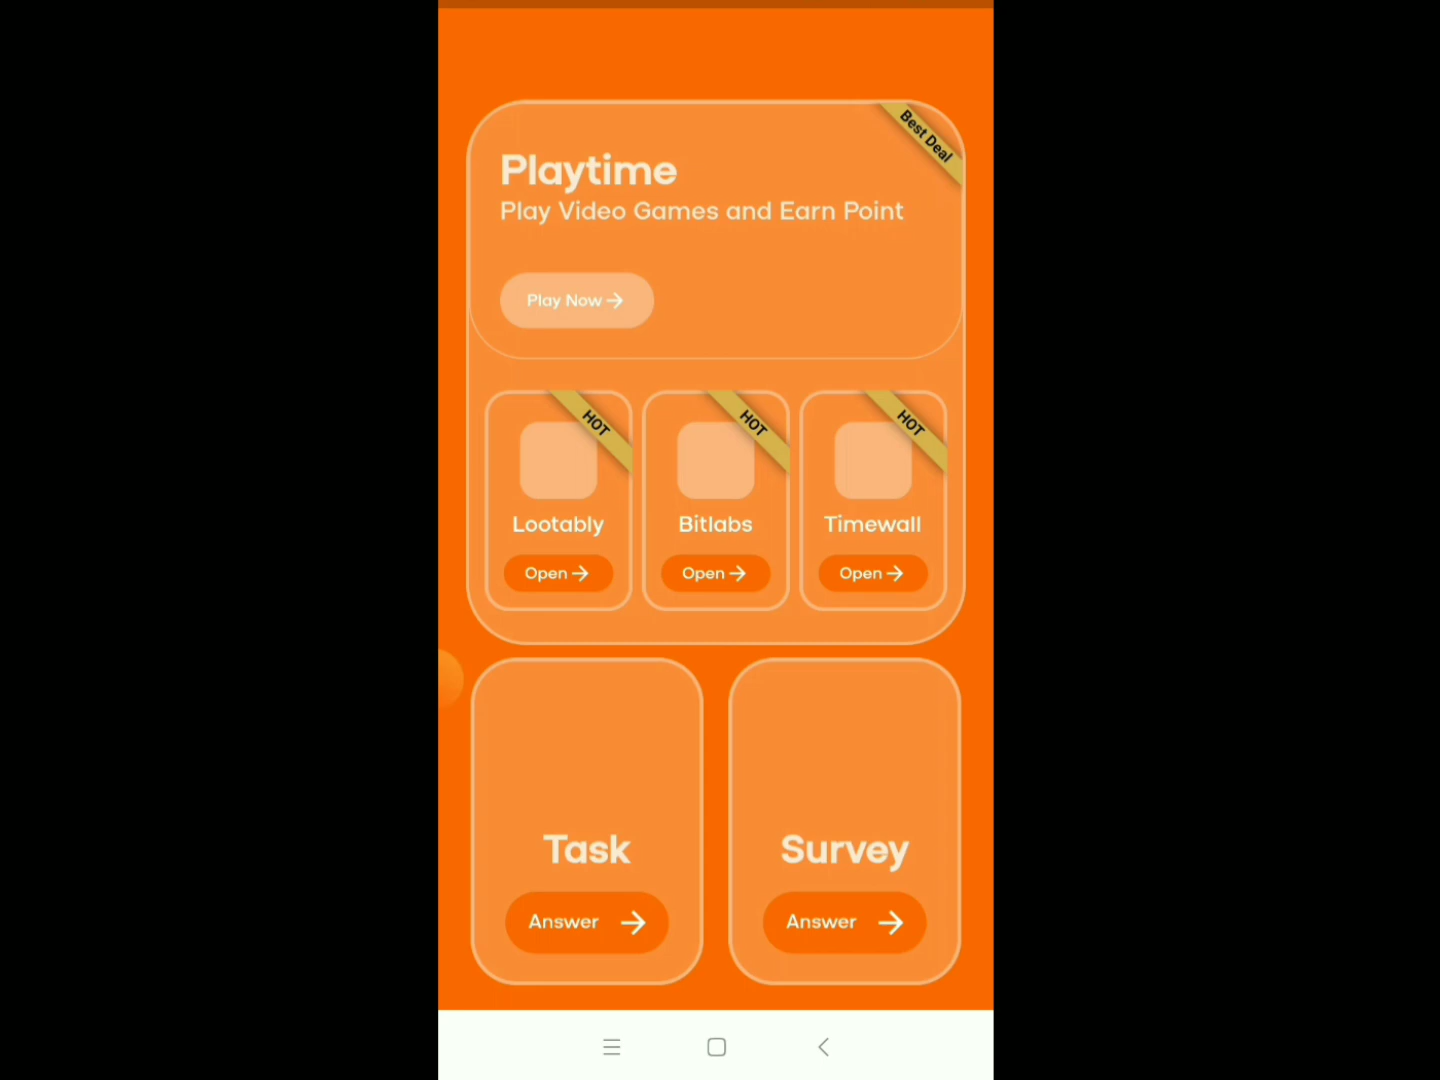 Best Deal
Playtime
Play Video Games and Earn Point
Play Now
HOT
HOT
HOT
Lootably
Bitlabs
Timewall
Open
Open
Open
Task
Survey
Answer
Answer